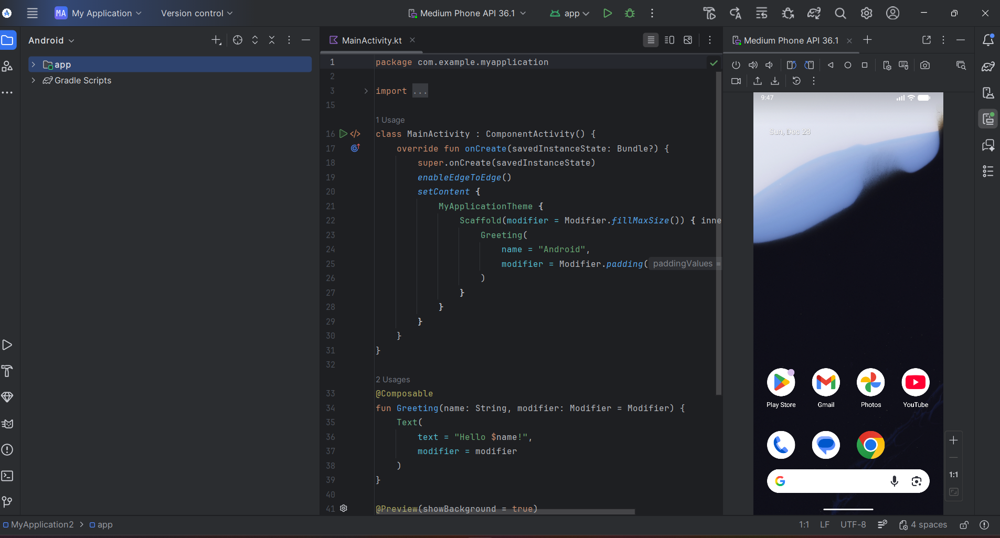 MA My Application Version control Medium Phone API 36.1 app
Android
app
Gradle Scripts
MainActivity.kt
1 package com.example.myapplication
2
3 import ...
15
1 Usage
16 class MainActivity : ComponentActivity() {
17 override fun onCreate(savedInstanceState: Bundle?) {
18 super.onCreate(savedInstanceState)
19 enableEdgeToEdge()
20 setContent {
21 MyApplicationTheme {
22 Scaffold(modifier = Modifier.fillMaxSize()) { inne
23 Greeting(
24 name = "Android",
25 modifier = Modifier.padding( paddingValues =
26 )
27 }
28 }
29 }
30 }
31 }
32
2 Usages
33 @Composable
34 fun Greeting(name: String, modifier: Modifier = Modifier) {
35 Text(
36 text = "Hello $name!",
37 modifier = modifier
38 )
39 }
40
41 @Preview(showBackground = true)
Medium Phone API 36.1
9:47
Sun, Dec 28
Play Store Gmail Photos YouTube
1:1
MyApplication2 > app
1:1 LF UTF-8 4 spaces